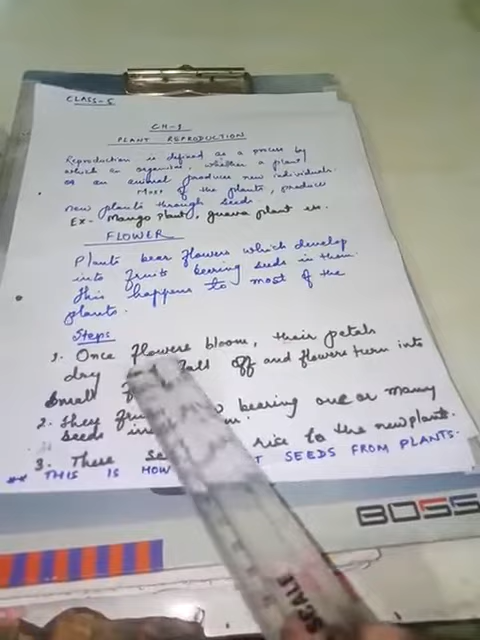 CLASS-5
CH-1
PLANT REPRODUCTION
Reproduction is defined as a process by
which an organism, whether a plant
or an animal produces new individuals.
Most of the plants, produce
new plants through seeds.
Ex- Mango plant, guava plant
FLOWER
Plants bear flowers which develop
into fruits bearing seeds in them
This happens to most of the
plants.
Steps
1. Once flowers bloom, their petals
dry fall off and flowers turn into
small
2. They bearing one or many
seeds
3. These rise to the new plant.
** THIS IS HOW SEEDS FROM PLANTS.
BOSS
SCALE